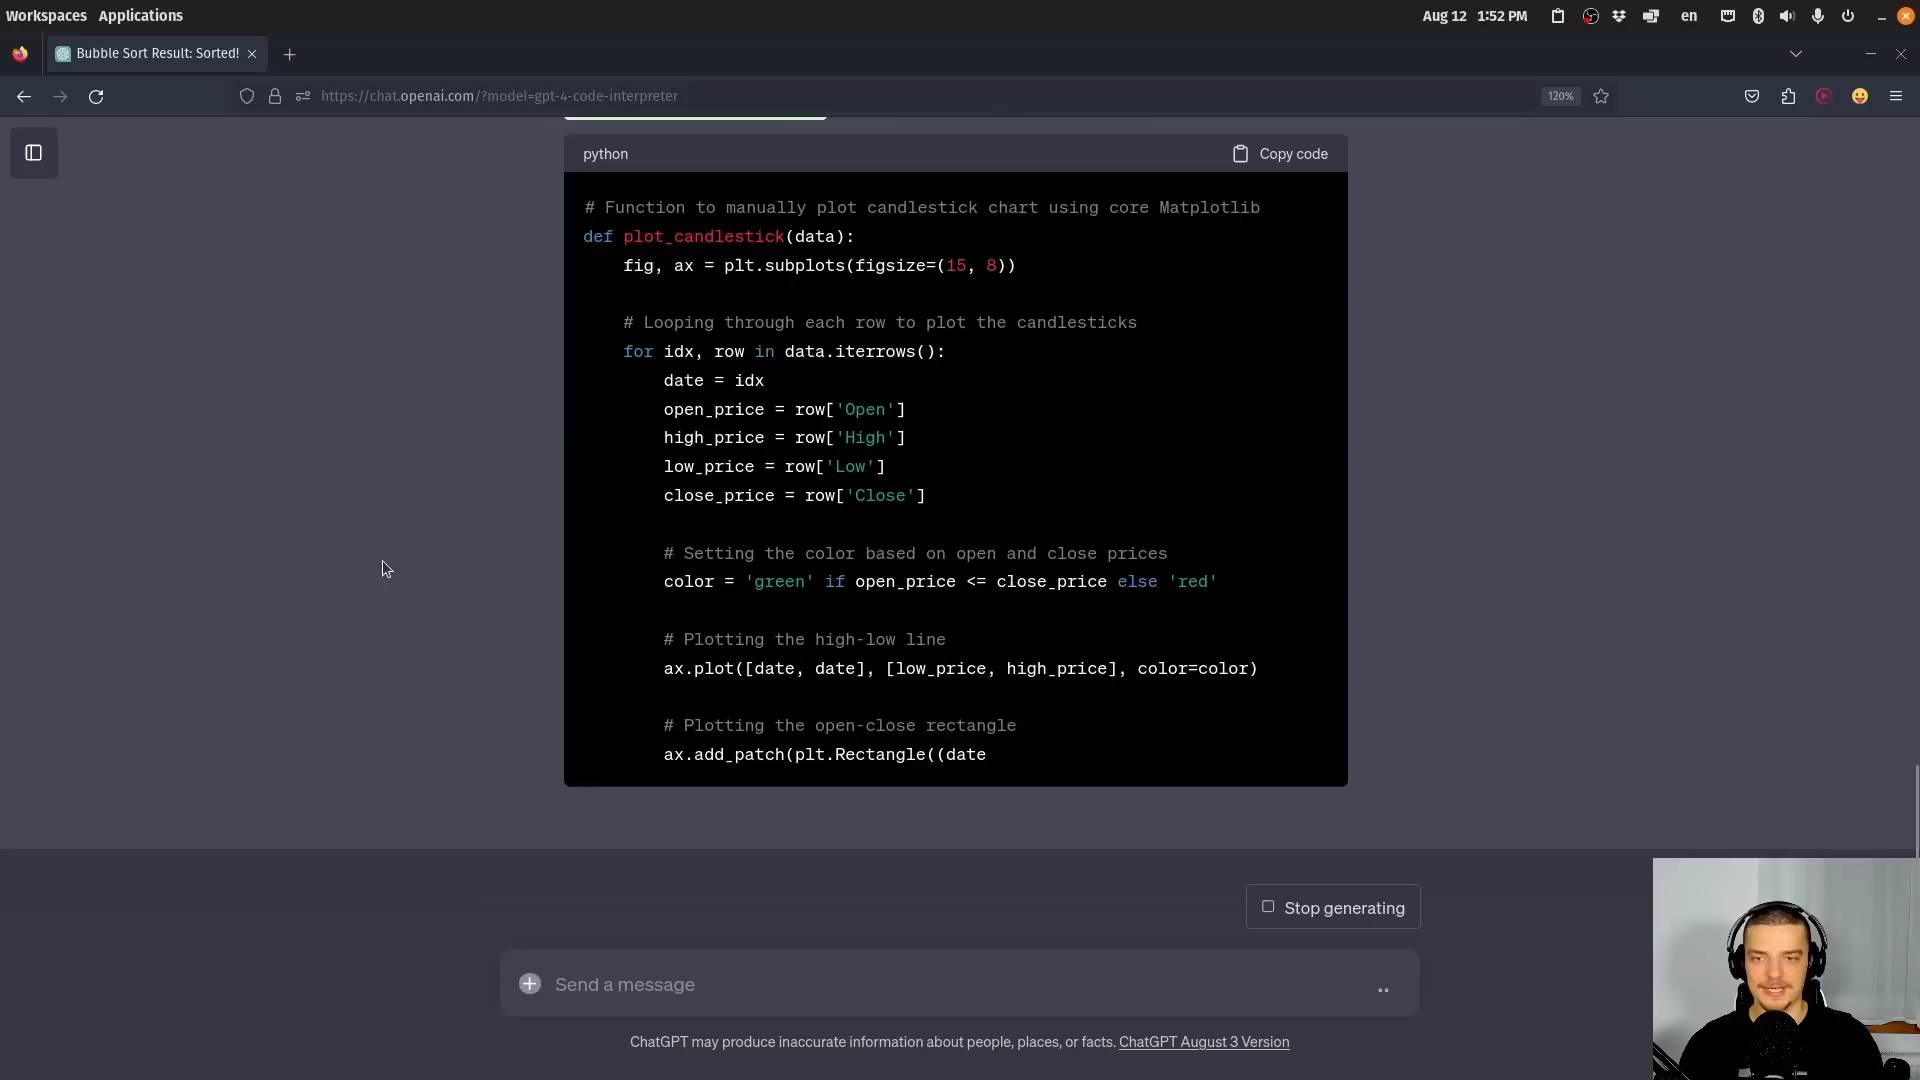 Workspaces Applications
Aug 12 1:52 PM
en
Bubble Sort Result: Sorted!
https://chat.openai.com/?model=gpt-4-code-interpreter
120%
python
Copy code
# Function to manually plot candlestick chart using core Matplotlib
def plot_candlestick(data):
    fig, ax = plt.subplots(figsize=(15, 8))
    # Looping through each row to plot the candlesticks
    for idx, row in data.iterrows():
        date = idx
        open_price = row['Open']
        high_price = row['High']
        low_price = row['Low']
        close_price = row['Close']
        # Setting the color based on open and close prices
        color = 'green' if open_price <= close_price else 'red'
        # Plotting the high-low line
        ax.plot([date, date], [low_price, high_price], color=color)
        # Plotting the open-close rectangle
        ax.add_patch(plt.Rectangle((date
Stop generating
Send a message
ChatGPT may produce inaccurate information about people, places, or facts. ChatGPT August 3 Version